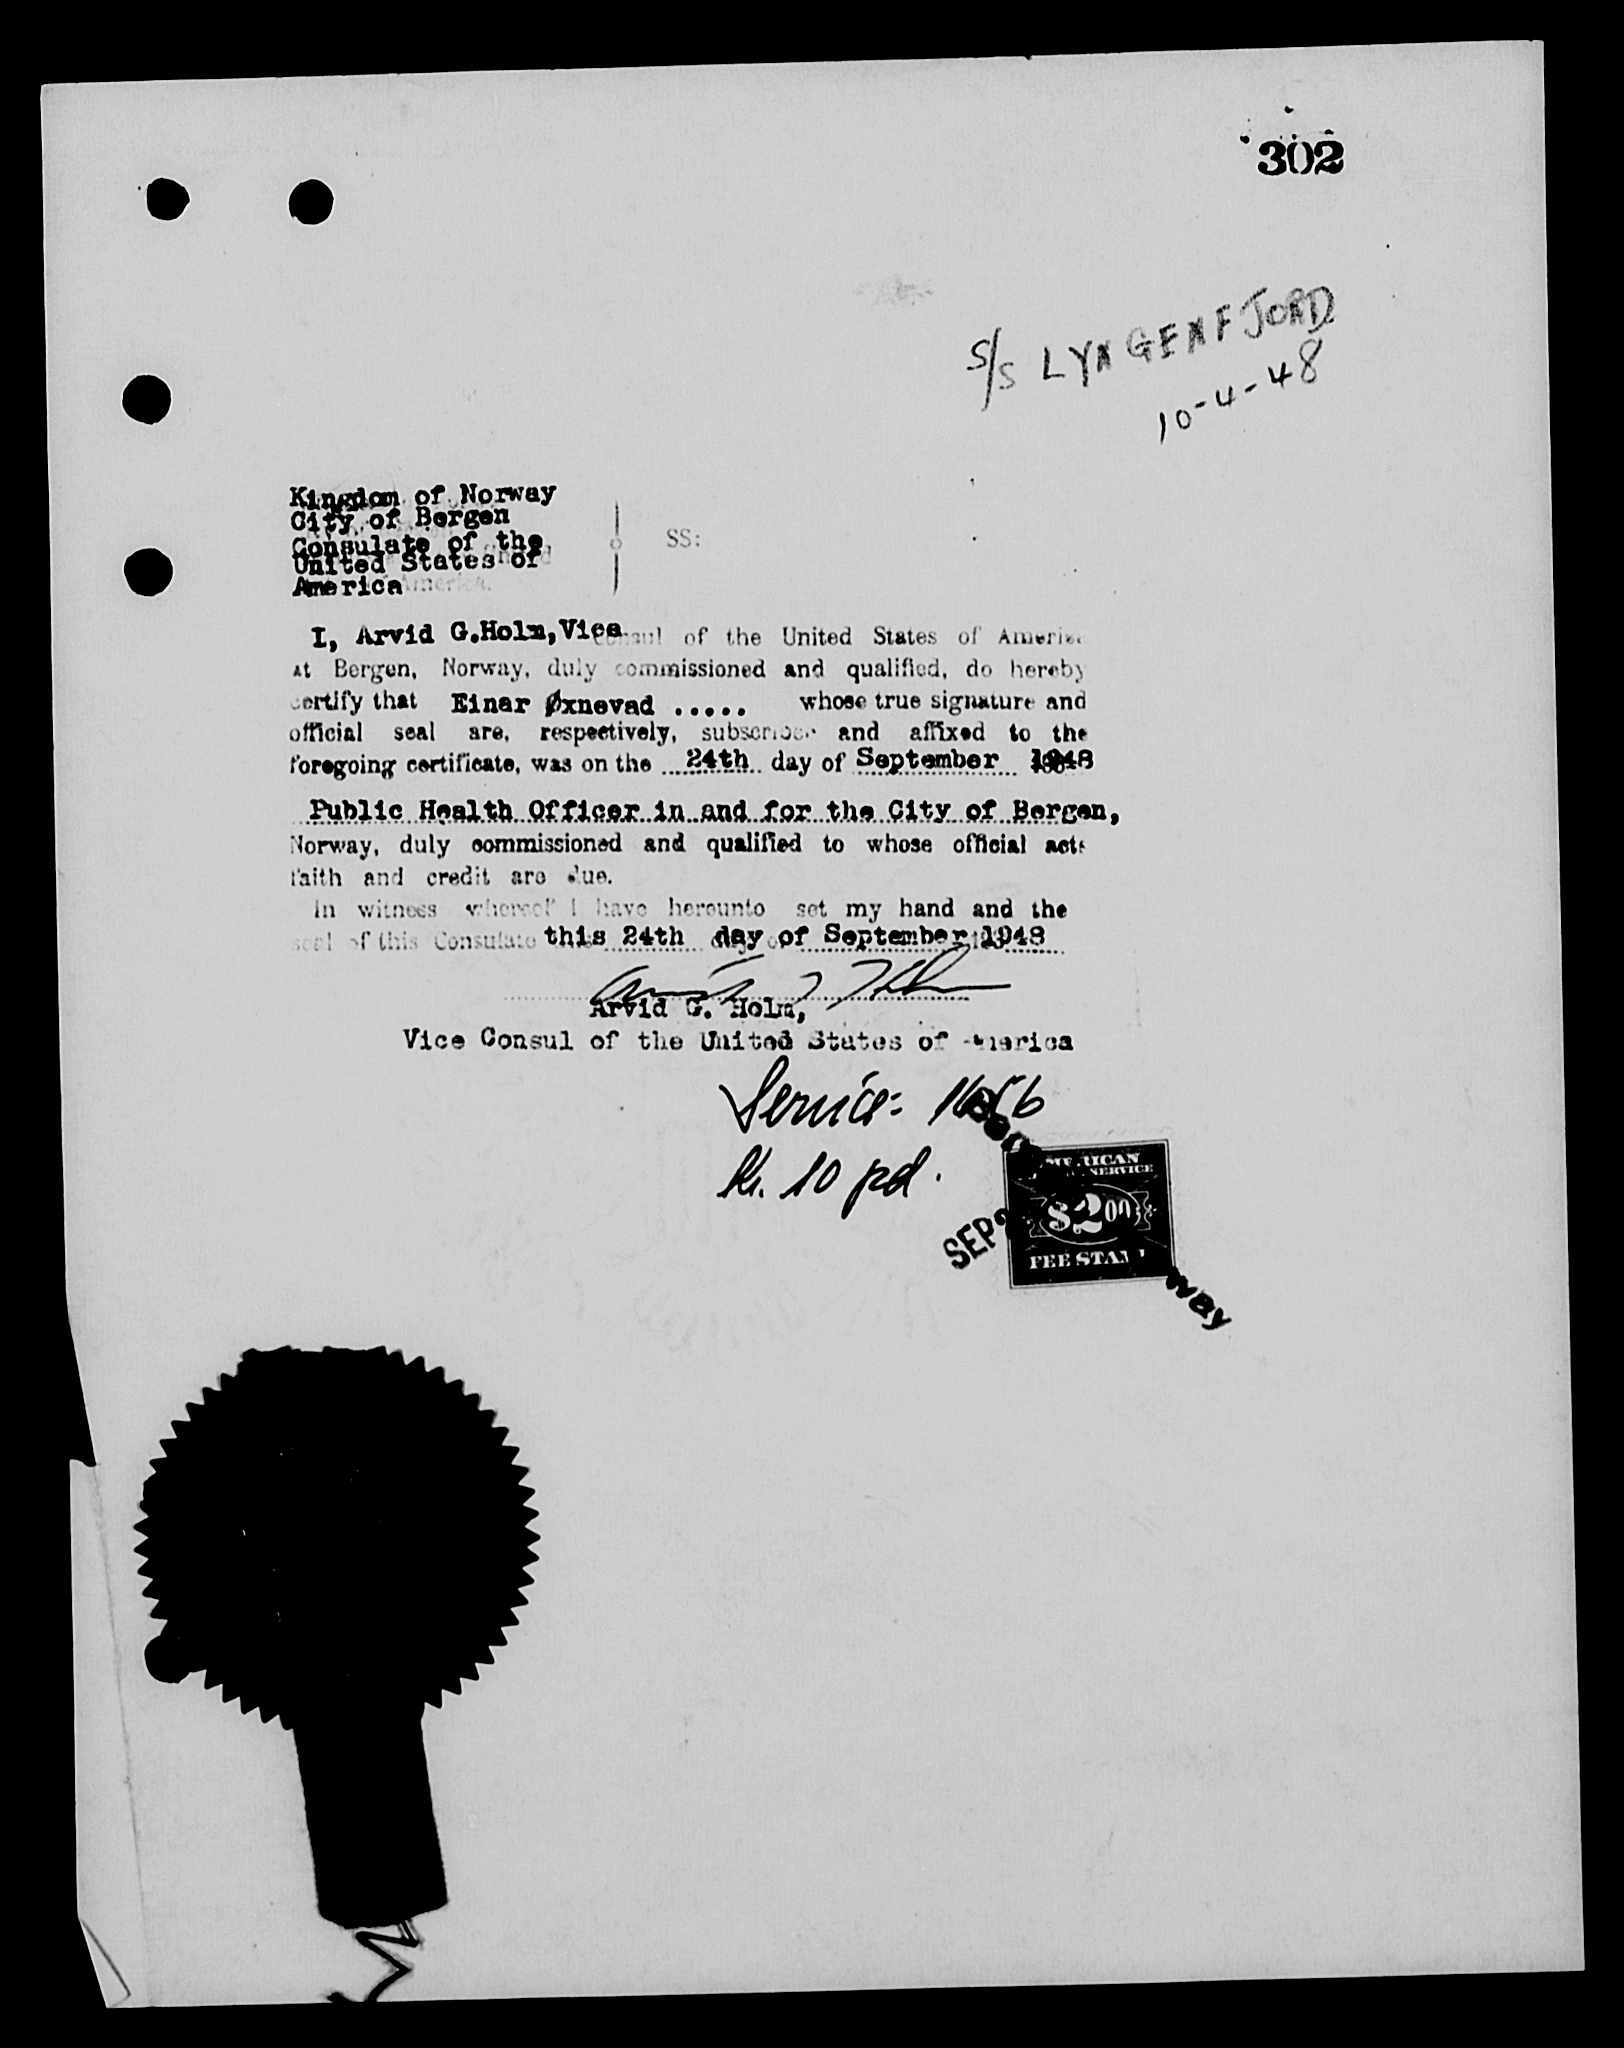 302
S/S LYNGENFJORD
10-4-48
Kingdom of Norway
City of Bergen
Consulate of the
United States of
America
SS:
I, Arvid G.Holm, Vice Consul of the United States of America
at Bergen, Norway, duly commissioned and qualified, do hereby
certify that Einar Øxnevad ..... whose true signature and
official seal are, respectively, subscribed and affixed to the
foregoing certificate, was on the 24th day of September 1948
Public Health Officer in and for the City of Bergen,
Norway, duly commissioned and qualified to whose official acts
faith and credit are due.
In witness whereof I have hereunto set my hand and the
seal of this Consulate this 24th day of September 1948
Arvid G. Holm,
Vice Consul of the United States of America
Service: 
Kr. 10 pd.
AMERICAN
SERVICE
$2.00
FEE STAMP
SEP 2
way